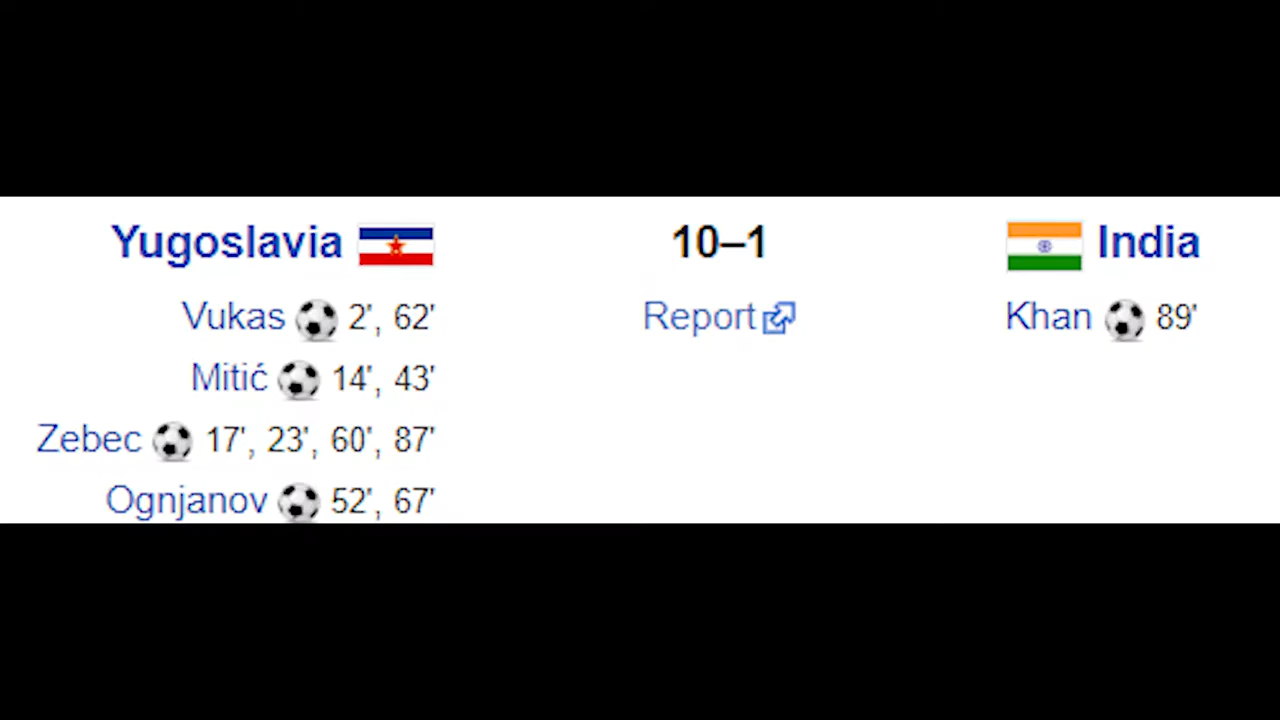 Yugoslavia 10–1 India
Vukas 2', 62' Report Khan 89'
Mitić 14', 43'
Zebec 17', 23', 60', 87'
Ognjanov 52', 67'